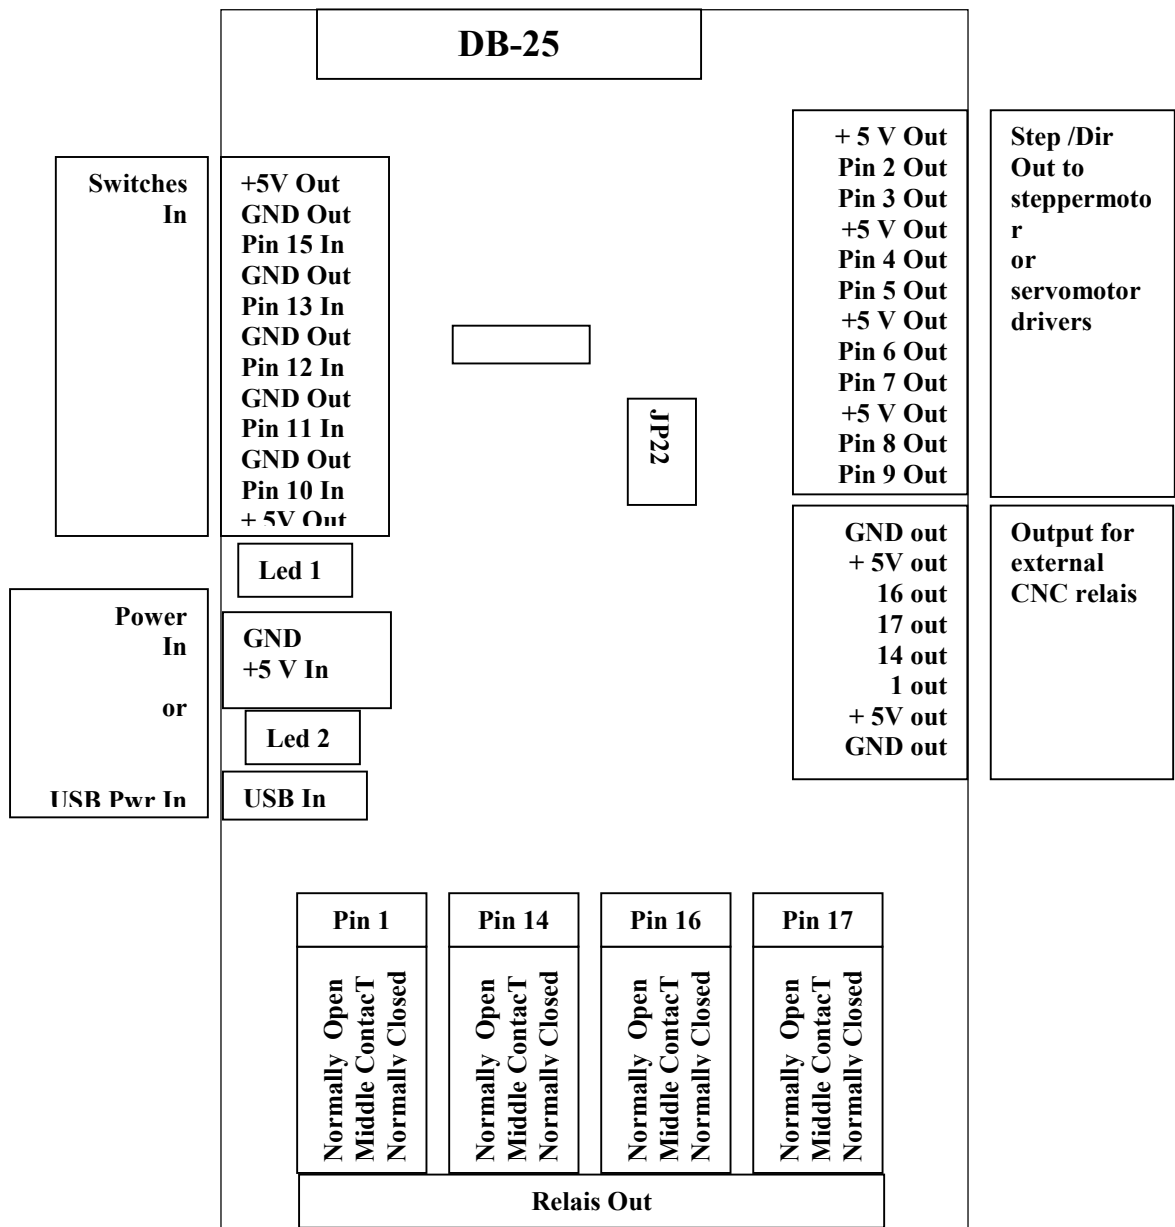 DB-25
Switches
In
+5V Out
GND Out
Pin 15 In
GND Out
Pin 13 In
GND Out
Pin 12 In
GND Out
Pin 11 In
GND Out
Pin 10 In
+ 5V Out
Led 1
Power
In
or
USB Pwr In
GND
+5 V In
Led 2
USB In
JP22
+ 5 V Out
Pin 2 Out
Pin 3 Out
+5 V Out
Pin 4 Out
Pin 5 Out
+5 V Out
Pin 6 Out
Pin 7 Out
+5 V Out
Pin 8 Out
Pin 9 Out
Step /Dir
Out to
steppermoto
r
or
servomotor
drivers
GND out
+ 5V out
16 out
17 out
14 out
1 out
+ 5V out
GND out
Output for
external
CNC relais
Pin 1
Normally Open
Middle ContacT
Normally Closed
Pin 14
Normally Open
Middle ContacT
Normally Closed
Pin 16
Normally Open
Middle ContacT
Normally Closed
Pin 17
Normally Open
Middle ContacT
Normally Closed
Relais Out